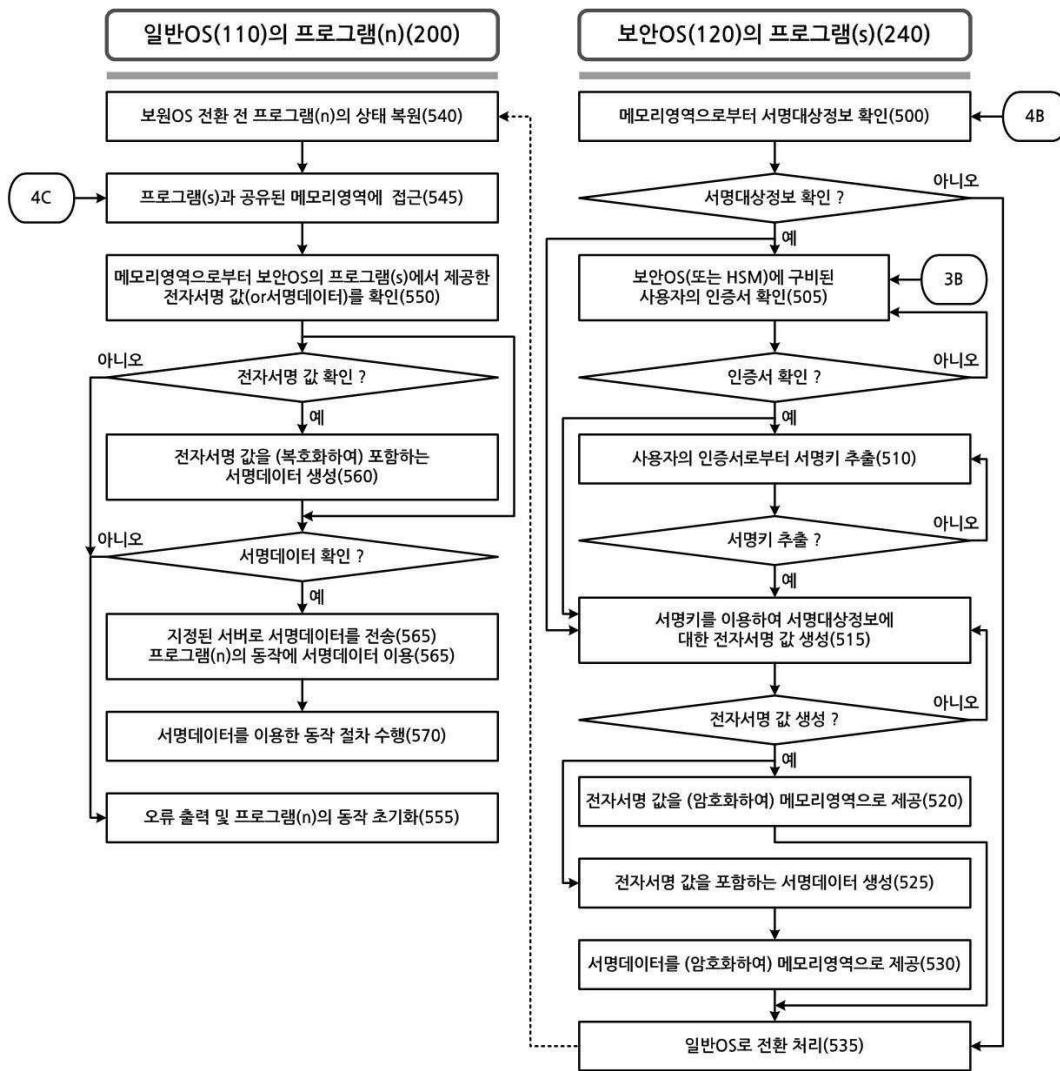 일반OS(110)의 프로그램(n)(200)
보원OS 전환 전 프로그램(n)의 상태 복원(540)
4C
프로그램(s)과 공유된 메모리영역에 접근(545)
메모리영역으로부터 보안OS의 프로그램(s)에서 제공한
전자서명 값(or서명데이터)를 확인(550)
아니오
전자서명 값 확인 ?
예
전자서명 값을 (복호화하여) 포함하는
서명데이터 생성(560)
아니오
서명데이터 확인 ?
예
지정된 서버로 서명데이터를 전송(565)
프로그램(n)의 동작에 서명데이터 이용(565)
서명데이터를 이용한 동작 절차 수행(570)
오류 출력 및 프로그램(n)의 동작 초기화(555)
보안OS(120)의 프로그램(s)(240)
메모리영역으로부터 서명대상정보 확인(500)
4B
아니오
서명대상정보 확인 ?
예
보안OS(또는 HSM)에 구비된
사용자의 인증서 확인(505)
3B
아니오
인증서 확인 ?
예
사용자의 인증서로부터 서명키 추출(510)
아니오
서명키 추출 ?
예
서명키를 이용하여 서명대상정보에
대한 전자서명 값 생성(515)
아니오
전자서명 값 생성 ?
예
전자서명 값을 (암호화하여) 메모리영역으로 제공(520)
전자서명 값을 포함하는 서명데이터 생성(525)
서명데이터를 (암호화하여) 메모리영역으로 제공(530)
일반OS로 전환 처리(535)